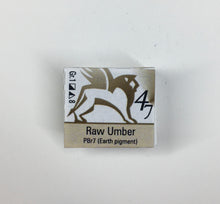 Gr.1 8
47
Raw Umber
PBr7 (Earth pigment)